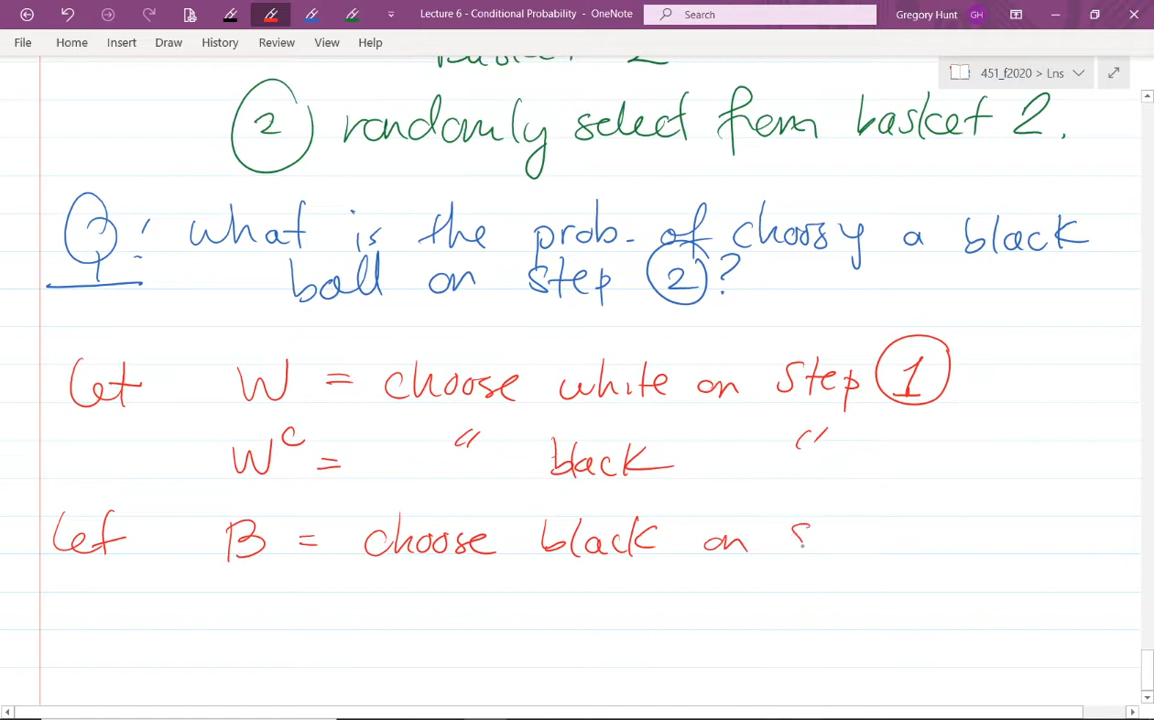 Lecture 6 - Conditional Probability - OneNote
Search
Gregory Hunt
GH
File Home Insert Draw History Review View Help
451_f2020 > Lns
2
② randomly select from basket 2.
Q: what is the prob. of choosy a black
ball on step ②?
Let W = choose white on Step ①
W^c = " black "
Let B = choose black on S